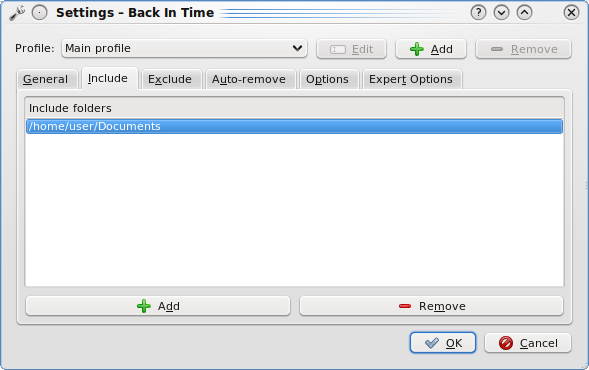 Settings – Back In Time
Profile: Main profile Edit Add Remove
General Include Exclude Auto-remove Options Expert Options
Include folders
/home/user/Documents
Add Remove
OK Cancel